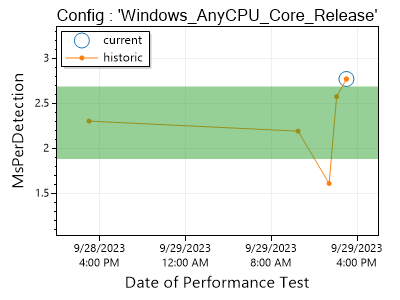 Config : 'Windows_AnyCPU_Core_Release'
current
historic
MsPerDetection
3
2.5
2
1.5
9/28/2023 9/29/2023 9/29/2023 9/29/2023
4:00 PM 12:00 AM 8:00 AM 4:00 PM
Date of Performance Test